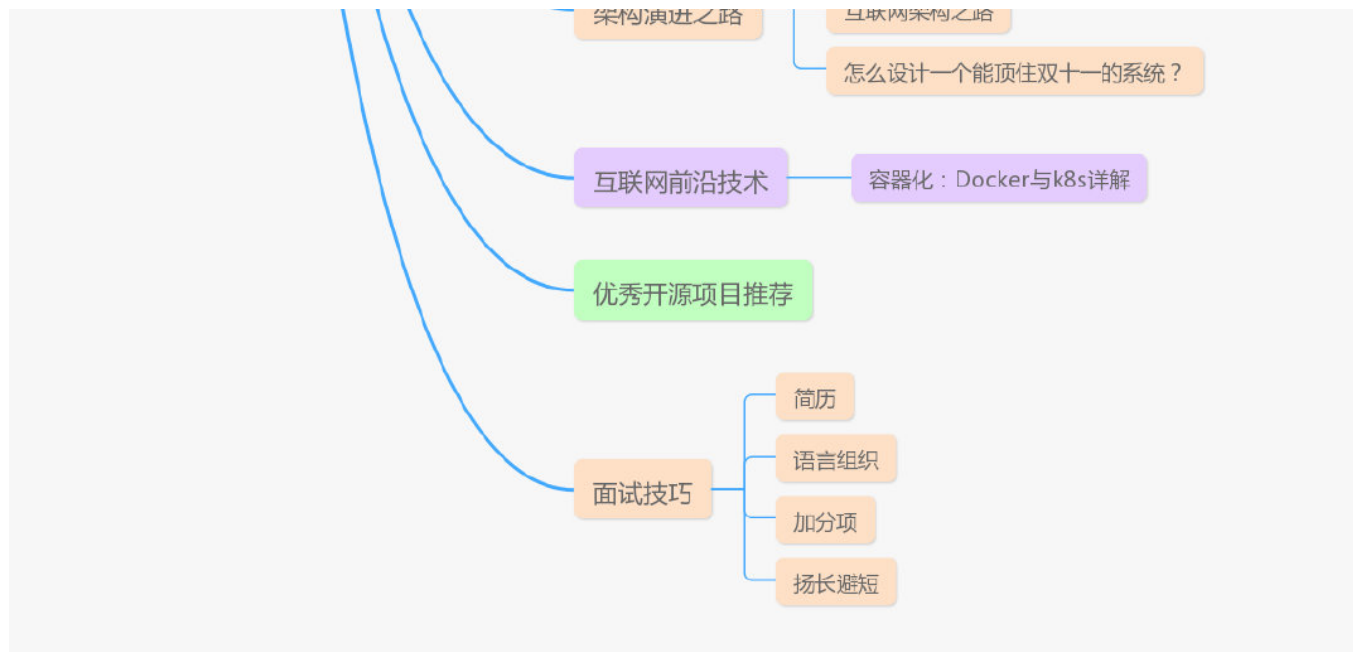 架构演进之路
互联网架构之路
怎么设计一个能顶住双十一的系统？
互联网前沿技术
容器化：Docker与k8s详解
优秀开源项目推荐
简历
语言组织
面试技巧
加分项
扬长避短